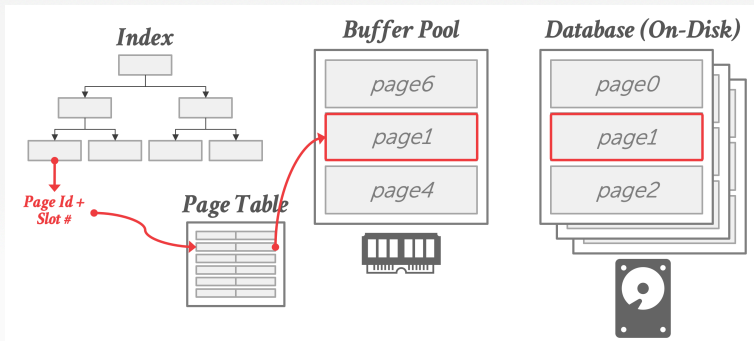 Index
Buffer Pool
Database (On-Disk)
page6
page1
page4
page0
page1
page2
Page Id +
Slot #
Page Table